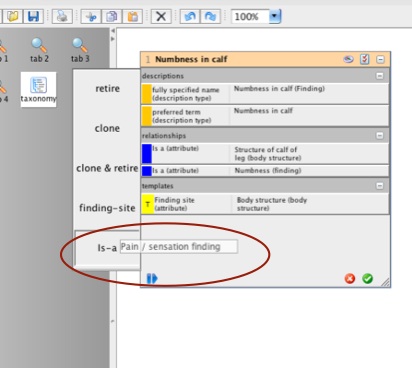 100%
b 1 tab 2 tab 3
b 4 taxonomy
retire
clone
clone & retire
finding-site
Is-a Pain / sensation finding
1 Numbness in calf
descriptions
fully specified name Numbness in calf (Finding)
(description type)
preferred term Numbness in calf
(description type)
relationships
Is a (attribute) Structure of calf of
leg (body structure)
Is a (attribute) Numbness (finding)
templates
T Finding site Body structure (body
(attribute) structure)